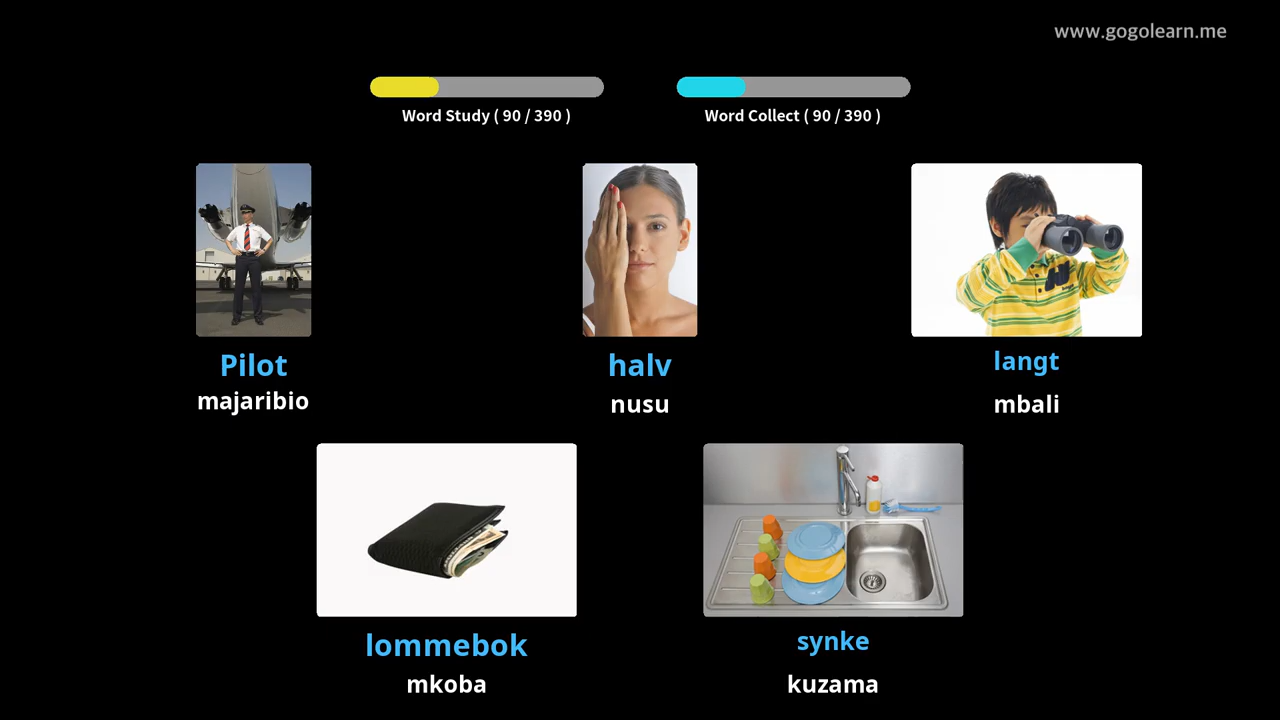 www.gogolearn.me
Word Study ( 90 / 390 )
Word Collect ( 90 / 390 )
Pilot
majaribio
halv
nusu
langt
mbali
lommebok
mkoba
synke
kuzama